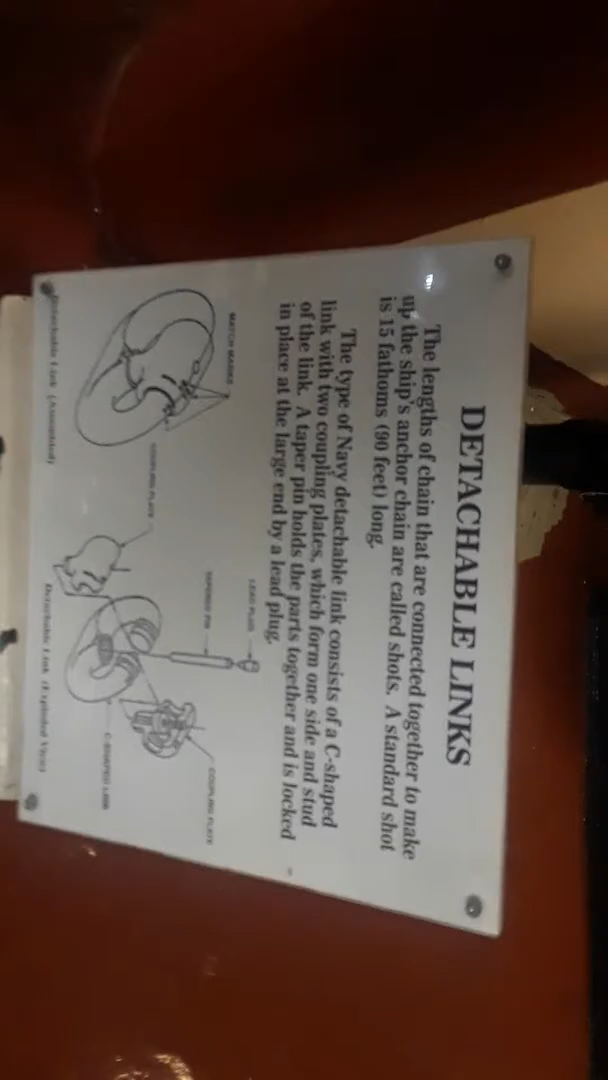 DETACHABLE LINKS
The lengths of chain that are connected together to make
up the ship's anchor chain are called shots. A standard shot
is 15 fathoms (90 feet) long.
The type of Navy detachable link consists of a C-shaped
link with two coupling plates, which form one side and stud
of the link. A taper pin holds the parts together and is locked
in place at the large end by a lead plug.
MATCH MARKS
COUPLING PLATE
LEAD PLUG
TAPERED PIN
COUPLING PLATE
C-SHAPED LINK
Detachable Link (Assembled)
Detachable Link (Exploded View)